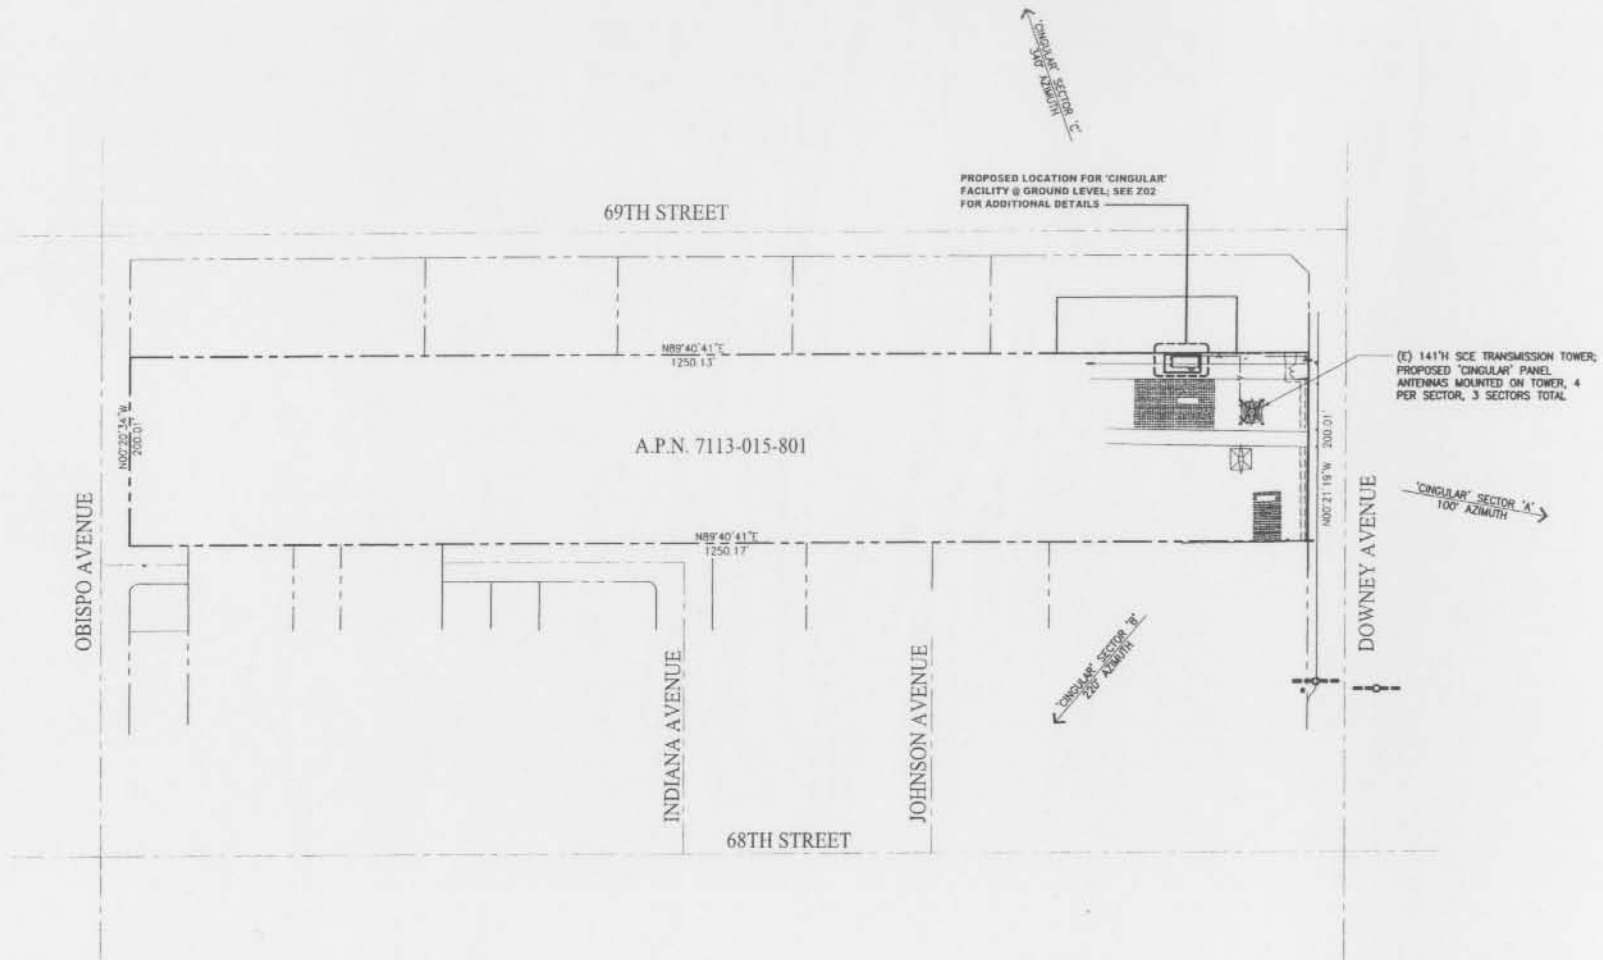 'CINGULAR' SECTOR 'C'
340° AZIMUTH
PROPOSED LOCATION FOR 'CINGULAR'
FACILITY @ GROUND LEVEL; SEE Z02
FOR ADDITIONAL DETAILS
69TH STREET
N89°40'41"E
1250.13'
(E) 141'H SCE TRANSMISSION TOWER;
PROPOSED 'CINGULAR' PANEL
ANTENNAS MOUNTED ON TOWER, 4
PER SECTOR, 3 SECTORS TOTAL
N00°20'34"W
200.01'
A.P.N. 7113-015-801
N00°21'19"W 200.01'
'CINGULAR' SECTOR 'A'
100° AZIMUTH
OBISPO AVENUE
DOWNEY AVENUE
N89°40'41"E
1250.17'
'CINGULAR' SECTOR 'B'
220° AZIMUTH
INDIANA AVENUE
JOHNSON AVENUE
68TH STREET